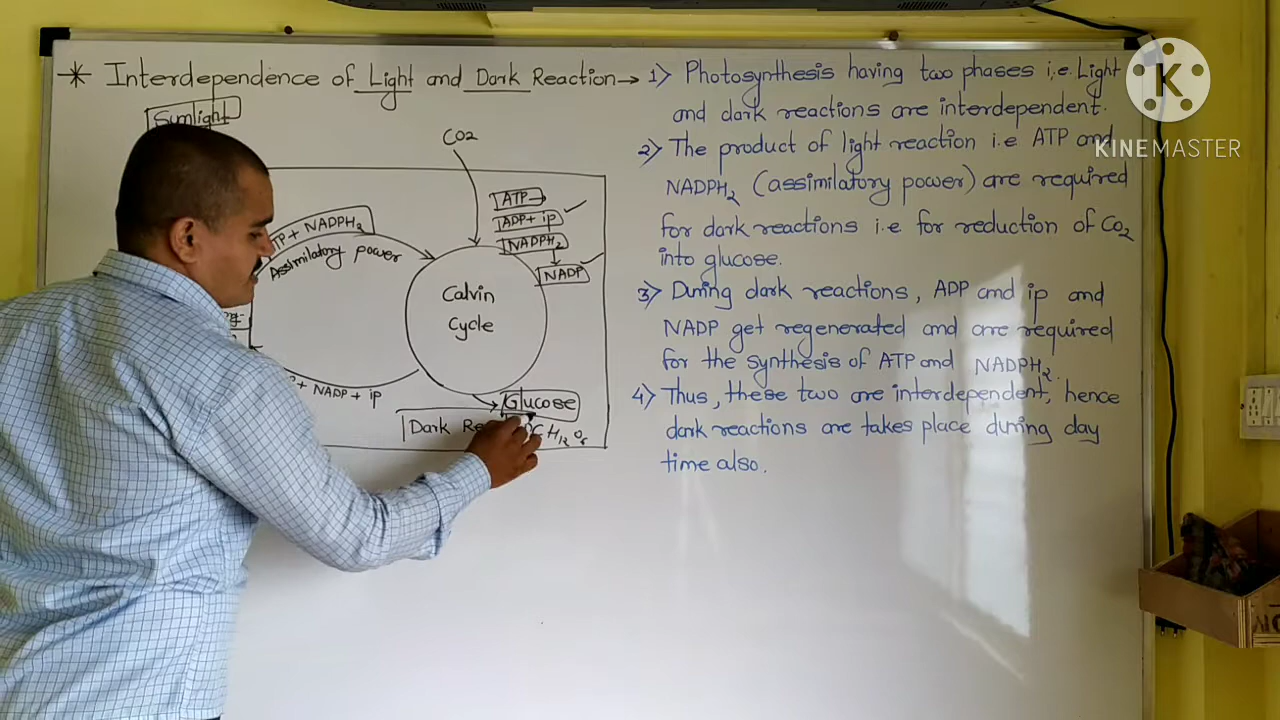 * Interdependence of Light and Dark Reaction →
Sunlight
CO2
ATP →
ADP + ip
NADPH2
NADP
+ NADPH2
Assimilatory power
Calvin
Cycle
+ NADP + ip
Glucose
Dark
H12 O6
1) Photosynthesis having two phases i.e. Light
and dark reactions are interdependent.
2) The product of light reaction i.e ATP and
NADPH2 (assimilatory power) are required
for dark reactions i.e for reduction of CO2
into glucose.
3) During dark reactions, ADP and ip and
NADP get regenerated and are required
for the synthesis of ATP and NADPH2.
4) Thus, these two are interdependent, hence
dark reactions are takes place during day
time also.
K
KINEMASTER